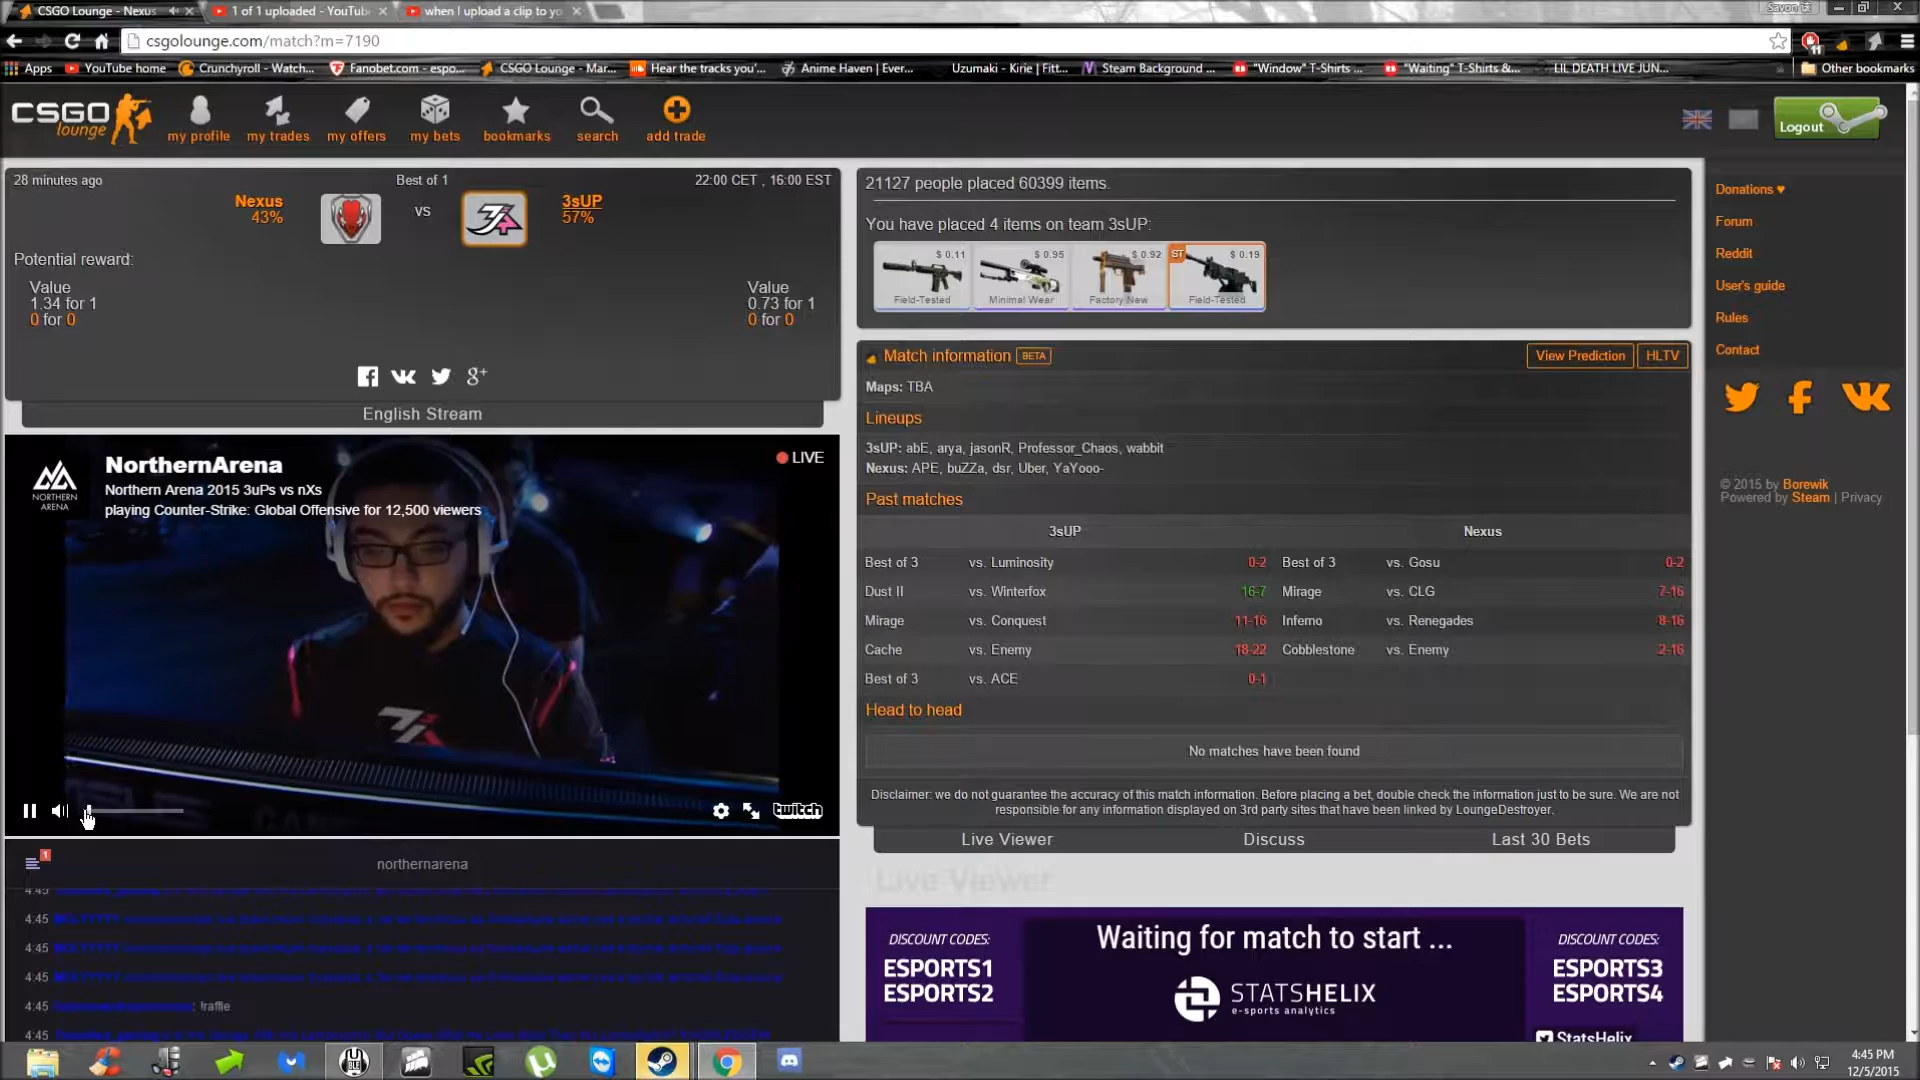 CSGO Lounge - Nexus
1 of 1 uploaded - YouTub
when I upload a clip to yo
Savon
csgolounge.com/match?m=7190
11
Apps
YouTube home
Crunchyroll - Watch...
Fanobet.com - espo...
CSGO Lounge - Mar...
Hear the tracks you'...
Anime Haven | Ever...
Uzumaki - Kirie | Fitt...
Steam Background ...
"Window" T-Shirts ...
"Waiting" T-Shirts &...
LIL DEATH LIVE JUN...
Other bookmarks
CSGO lounge
my profile
my trades
my offers
my bets
bookmarks
search
add trade
Logout
28 minutes ago
Best of 1
22:00 CET , 16:00 EST
Nexus
43%
VS
3sUP
57%
Potential reward:
Value
1.34 for 1
0 for 0
Value
0.73 for 1
0 for 0
English Stream
NORTHERN ARENA
NorthernArena
Northern Arena 2015 3uPs vs nXs
playing Counter-Strike: Global Offensive for 12,500 viewers
LIVE
twitch
1
northernarena
4:45
4:45
4:45
4:45
4:45 : !raffle
4:45
21127 people placed 60399 items.
You have placed 4 items on team 3sUP:
$ 0.11
Field-Tested
$ 0.95
Minimal Wear
$ 0.92
Factory New
ST
$ 0.19
Field-Tested
Match information BETA
View Prediction
HLTV
Maps: TBA
Lineups
3sUP: abE, arya, jasonR, Professor_Chaos, wabbit
Nexus: APE, buZZa, dsr, Uber, YaYooo-
Past matches
3sUP
Nexus
Best of 3 vs. Luminosity 0-2 Best of 3 vs. Gosu 0-2
Dust II vs. Winterfox 16-7 Mirage vs. CLG 7-16
Mirage vs. Conquest 11-16 Inferno vs. Renegades 8-16
Cache vs. Enemy 18-22 Cobblestone vs. Enemy 2-16
Best of 3 vs. ACE 0-1
Head to head
No matches have been found
Disclaimer: we do not guarantee the accuracy of this match information. Before placing a bet, double check the information just to be sure. We are not
responsible for any information displayed on 3rd party sites that have been linked by LoungeDestroyer.
Live Viewer
Discuss
Last 30 Bets
Live Viewer
DISCOUNT CODES:
ESPORTS1
ESPORTS2
Waiting for match to start ...
STATSHELIX
e-sports analytics
DISCOUNT CODES:
ESPORTS3
ESPORTS4
StatsHelix
Donations ♥
Forum
Reddit
User's guide
Rules
Contact
© 2015 by Borewik
Powered by Steam | Privacy
4:45 PM
12/5/2015